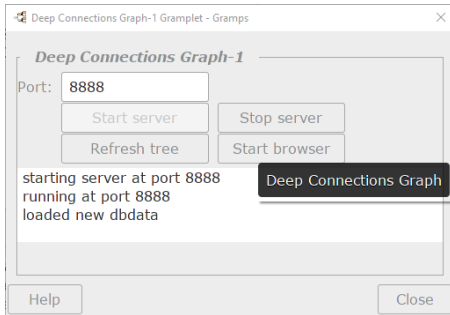 Deep Connections Graph-1 Gramplet - Gramps
Deep Connections Graph-1
Port: 8888
Start server Stop server
Refresh tree Start browser
starting server at port 8888
running at port 8888
loaded new dbdata
Deep Connections Graph
Help Close